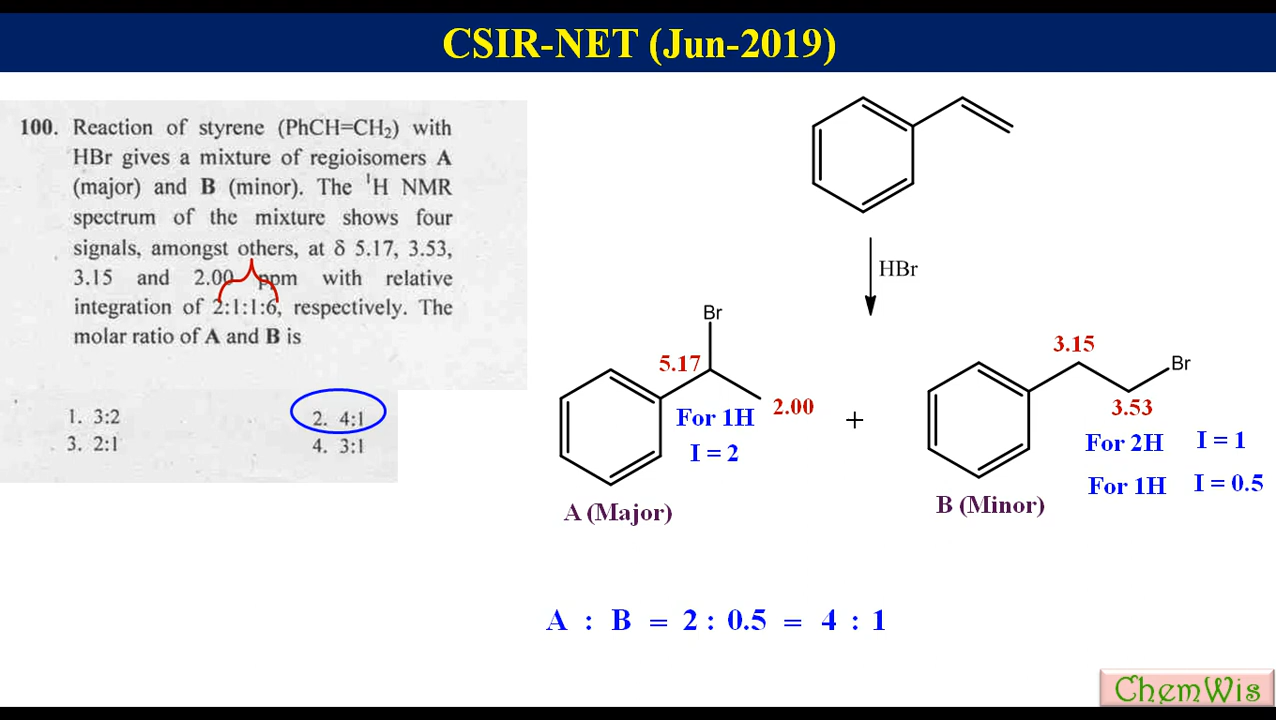 CSIR-NET (Jun-2019)
100. Reaction of styrene (PhCH=CH₂) with
HBr gives a mixture of regioisomers A
(major) and B (minor). The ¹H NMR
spectrum of the mixture shows four
signals, amongst others, at δ 5.17, 3.53,
3.15 and 2.00 ppm with relative
integration of 2:1:1:6, respectively. The
molar ratio of A and B is
1. 3:2
2. 4:1
3. 2:1
4. 3:1
HBr
Br
5.17
2.00
For 1H
I = 2
A (Major)
+
3.15
Br
3.53
For 2H I = 1
For 1H I = 0.5
B (Minor)
A : B = 2 : 0.5 = 4 : 1
ChemWis